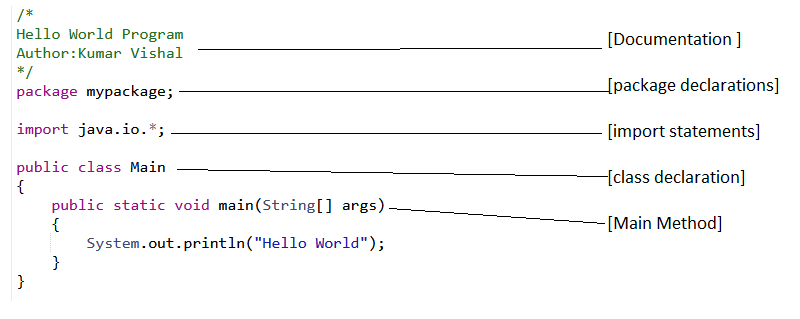 /*
Hello World Program
Author:Kumar Vishal
*/
package mypackage;
import java.io.*;
public class Main
{
public static void main(String[] args)
{
System.out.println("Hello World");
}
}
[Documentation ]
[package declarations]
[import statements]
[class declaration]
[Main Method]